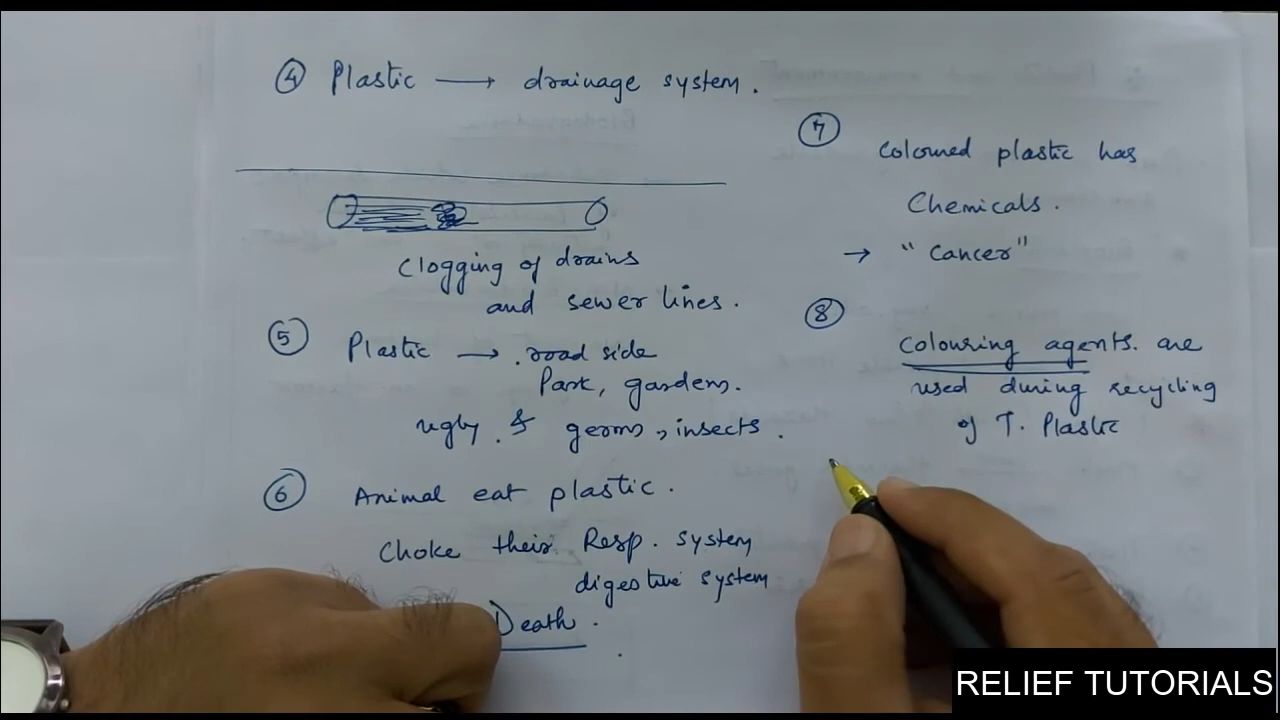 ④ Plastic → drainage system.
Clogging of drains
and sewer lines.
⑤ Plastic → road side
Park, gardens.
ugly & germs, insects.
⑥ Animal eat plastic.
Choke their Resp. system
digestive system
Death.
⑦ Coloured plastic has
Chemicals.
→ "Cancer"
⑧ Colouring agents are
used during recycling
of T. Plastic
RELIEF TUTORIALS